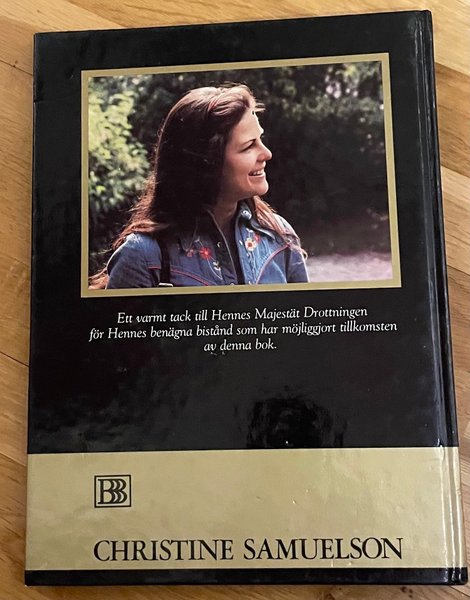 Ett varmt tack till Hennes Majestät Drottningen
för Hennes benägna bistånd som har möjliggjort tillkomsten
av denna bok.
BBB
CHRISTINE SAMUELSON